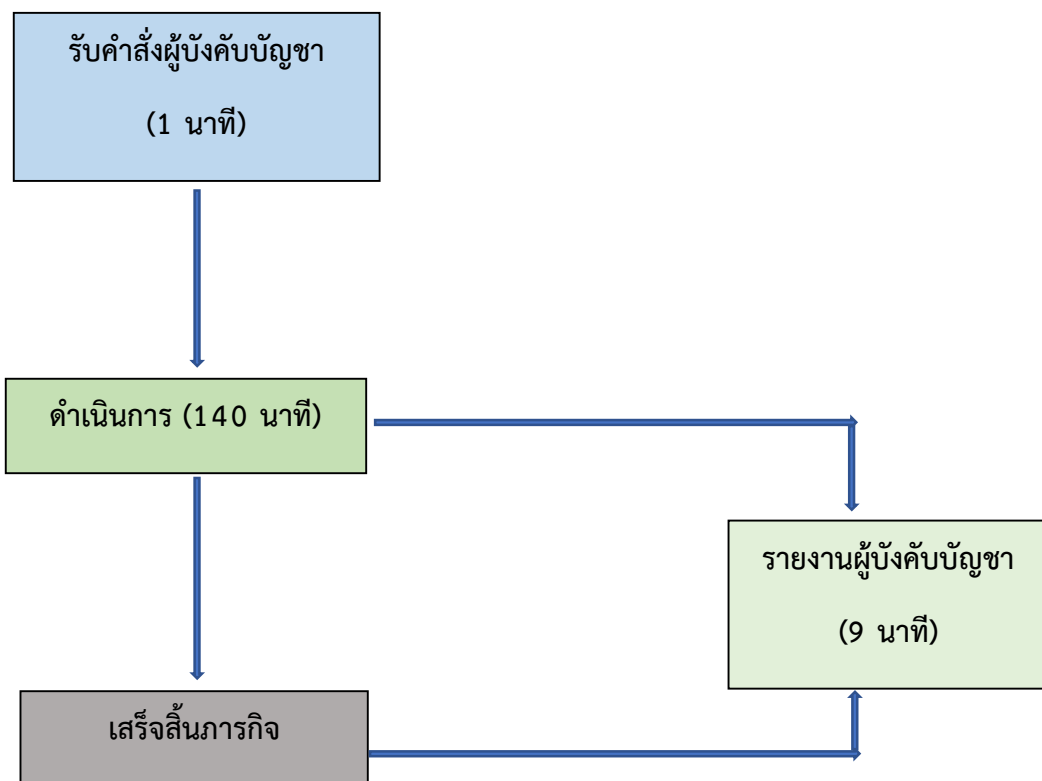 รับคำสั่งผู้บังคับบัญชา
(1 นาที)
ดำเนินการ (140 นาที)
รายงานผู้บังคับบัญชา
(9 นาที)
เสร็จสิ้นภารกิจ